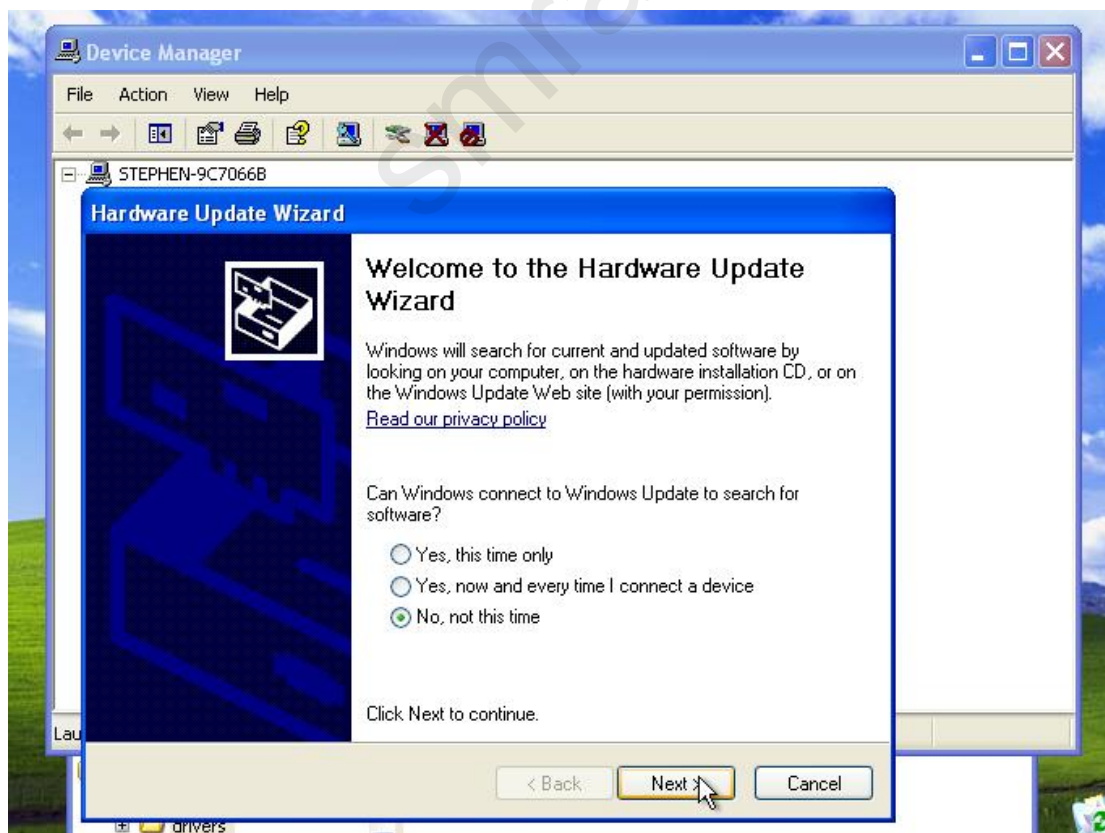 smra
Device Manager
File Action View Help
STEPHEN-9C7066B
Hardware Update Wizard
Welcome to the Hardware Update
Wizard
Windows will search for current and updated software by
looking on your computer, on the hardware installation CD, or on
the Windows Update Web site (with your permission).
Read our privacy policy
Can Windows connect to Windows Update to search for
software?
Yes, this time only
Yes, now and every time I connect a device
No, not this time
Click Next to continue.
Lau
< Back Next > Cancel
drivers